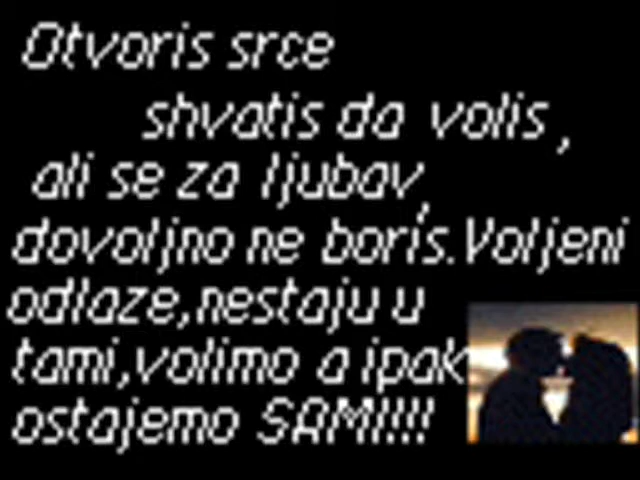 Otvoris srce
shvatis da volis ,
ali se za ljubav,
dovoljno ne boris.Voljeni
odlaze,nestaju u
tami,volimo a ipak
ostajemo SAMI!!!